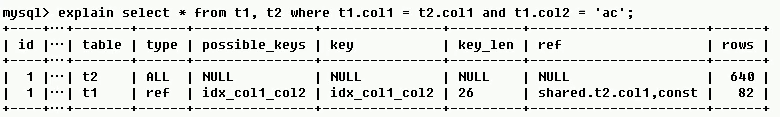 mysql> explain select * from t1, t2 where t1.col1 = t2.col1 and t1.col2 = 'ac';
+----+…+-------+------+---------------+---------------+---------+----------------------+------+
| id |…| table | type | possible_keys | key           | key_len | ref                  | rows |
+----+…+-------+------+---------------+---------------+---------+----------------------+------+
|  1 |…| t2    | ALL  | NULL          | NULL          | NULL    | NULL                 |  640 |
|  1 |…| t1    | ref  | idx_col1_col2 | idx_col1_col2 | 26      | shared.t2.col1,const |   82 |
+----+…+-------+------+---------------+---------------+---------+----------------------+------+